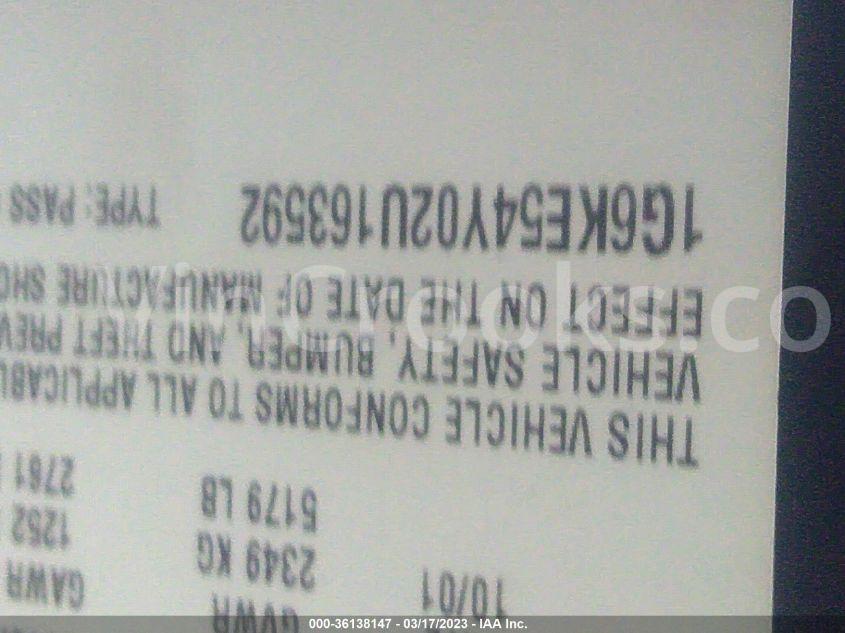 10/01 GVWR GAWR
2349 KG 1252
5179 LB 2761
THIS VEHICLE CONFORMS TO ALL
VEHICLE SAFETY, BUMPER, AND THEFT
EFFECT ON THE DATE OF MANUFACTURE
1G6KE54Y02U163592 TYPE: PASS
000-36138147 - 03/17/2023 - IAA Inc.